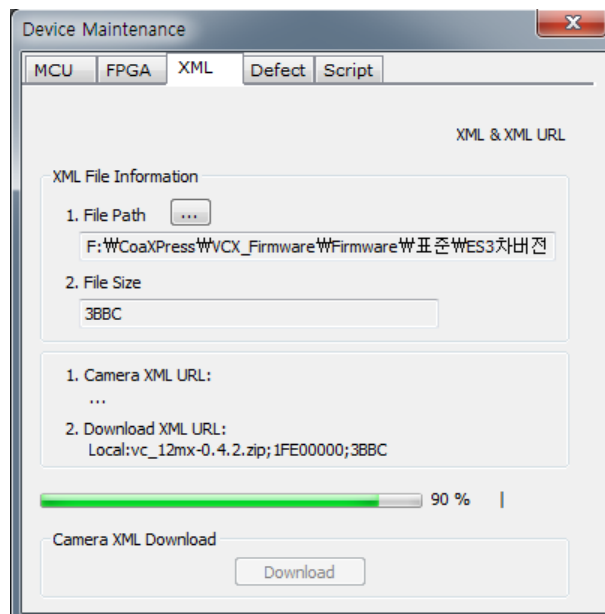 Device Maintenance
MCU FPGA XML Defect Script
XML & XML URL
XML File Information
1. File Path ...
F:₩CoaXPress₩VCX_Firmware₩Firmware₩표준₩ES3차버전
2. File Size
3BBC
1. Camera XML URL:
...
2. Download XML URL:
Local:vc_12mx-0.4.2.zip;1FE00000;3BBC
90 % |
Camera XML Download
Download